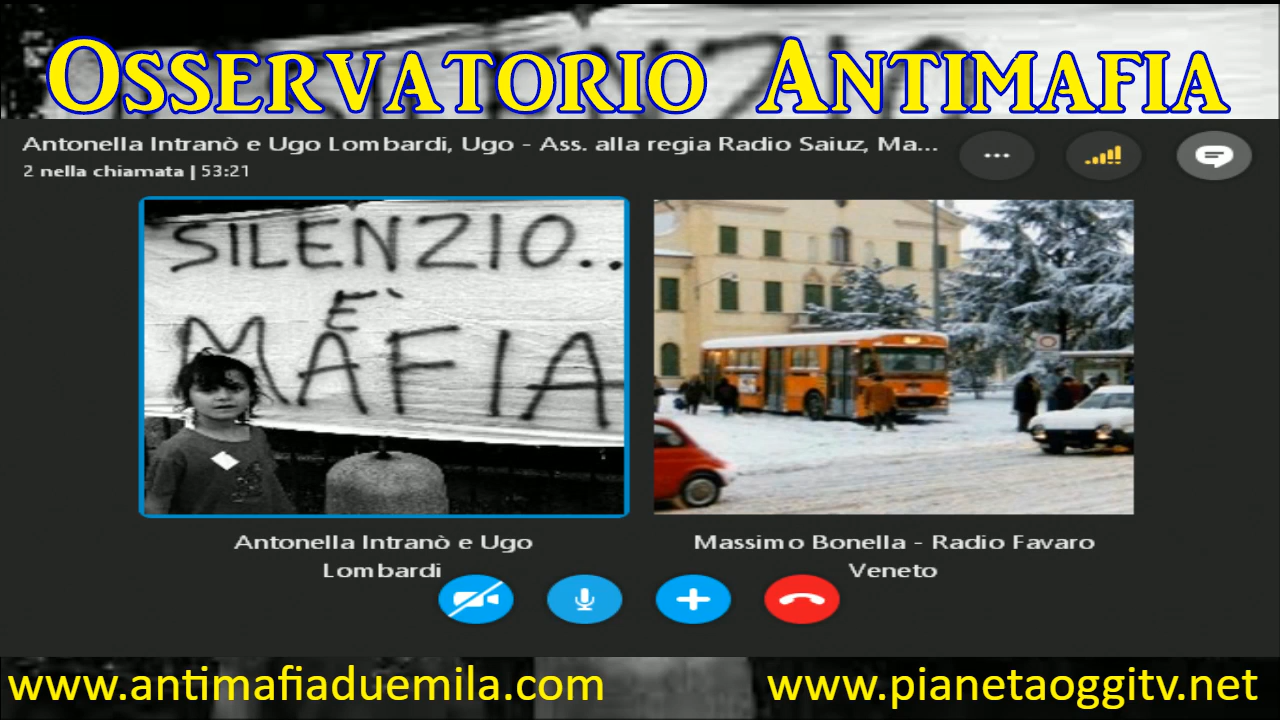 OSSERVATORIO ANTIMAFIA
Antonella Intranò e Ugo Lombardi, Ugo - Ass. alla regia Radio Saiuz, Ma...
2 nella chiamata | 53:21
SILENZIO..
E'
MAFIA
Antonella Intranò e Ugo
Lombardi
Massimo Bonella - Radio Favaro
Veneto
www.antimafiaduemila.com
www.pianetaoggitv.net